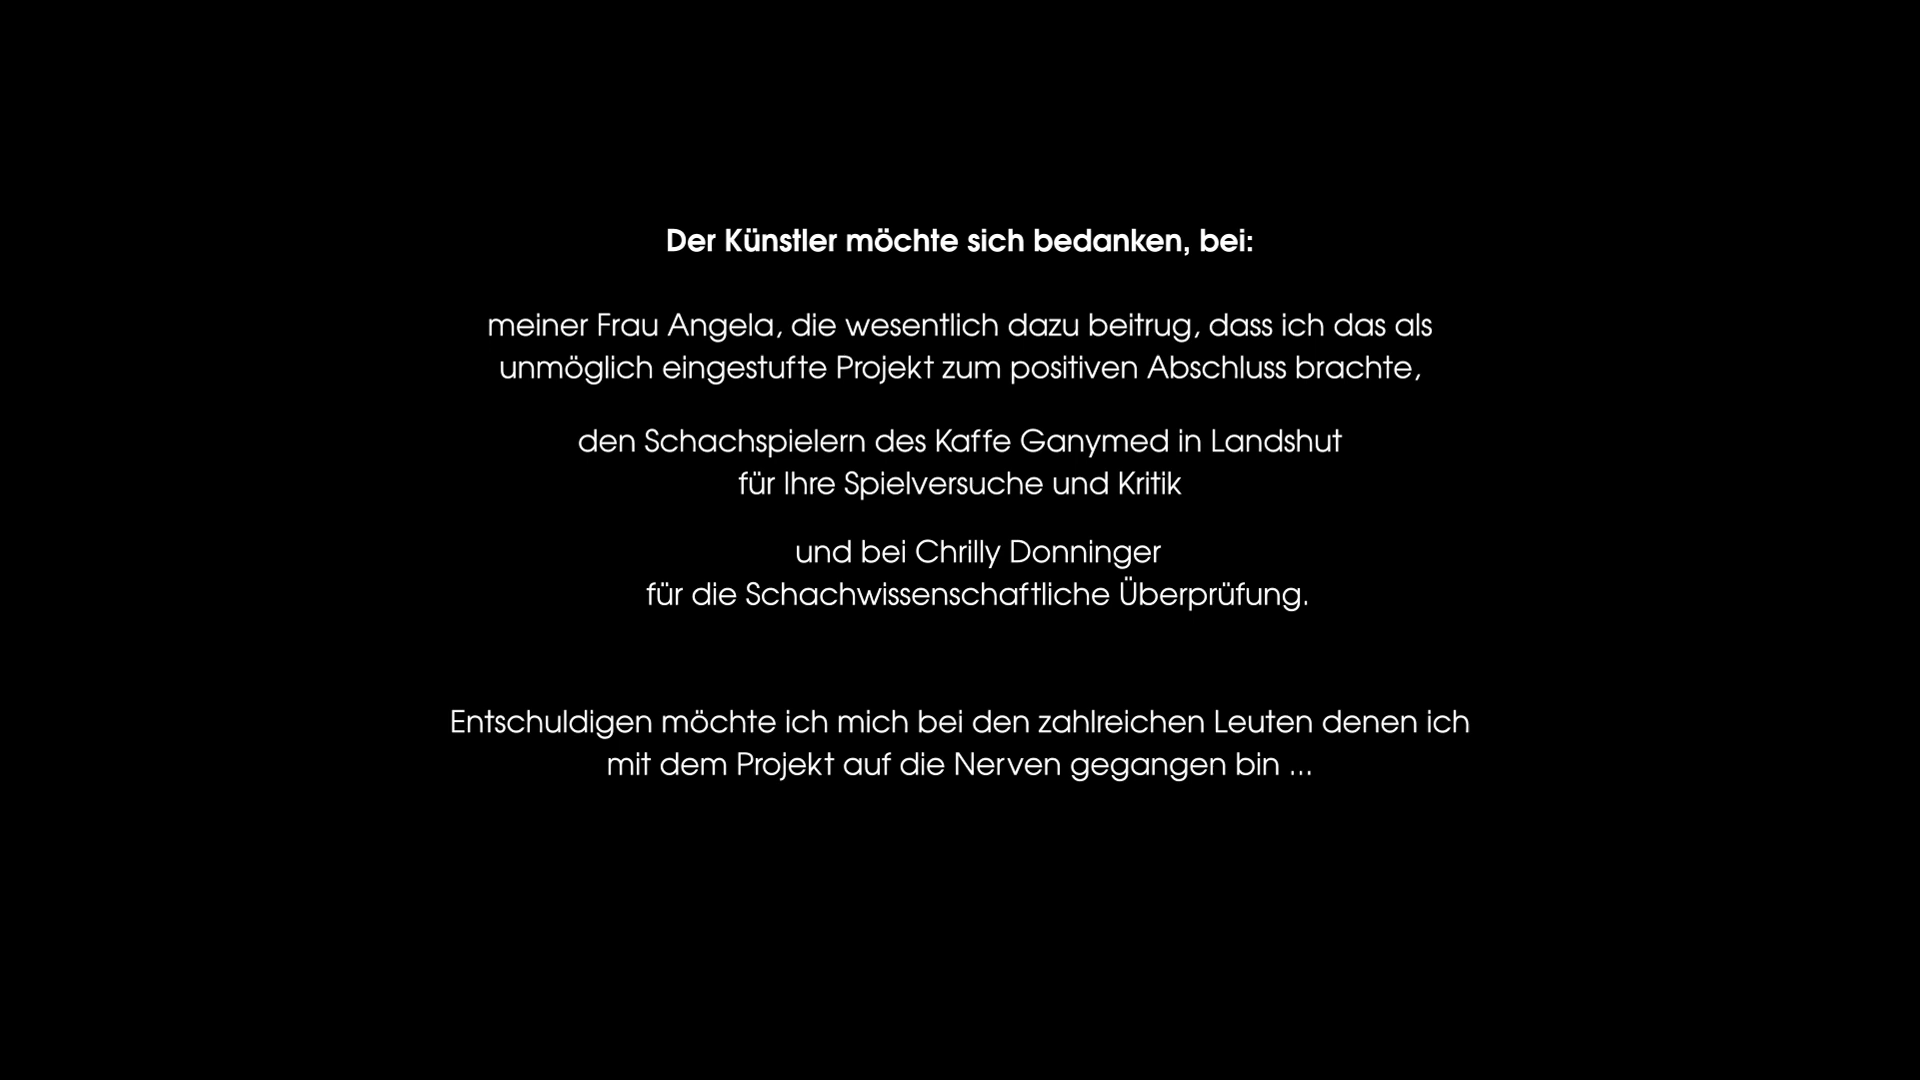 Der Künstler möchte sich bedanken, bei:
meiner Frau Angela, die wesentlich dazu beitrug, dass ich das als
unmöglich eingestufte Projekt zum positiven Abschluss brachte,
den Schachspielern des Kaffe Ganymed in Landshut
für Ihre Spielversuche und Kritik
und bei Chrilly Donninger
für die Schachwissenschaftliche Überprüfung.
Entschuldigen möchte ich mich bei den zahlreichen Leuten denen ich
mit dem Projekt auf die Nerven gegangen bin ...